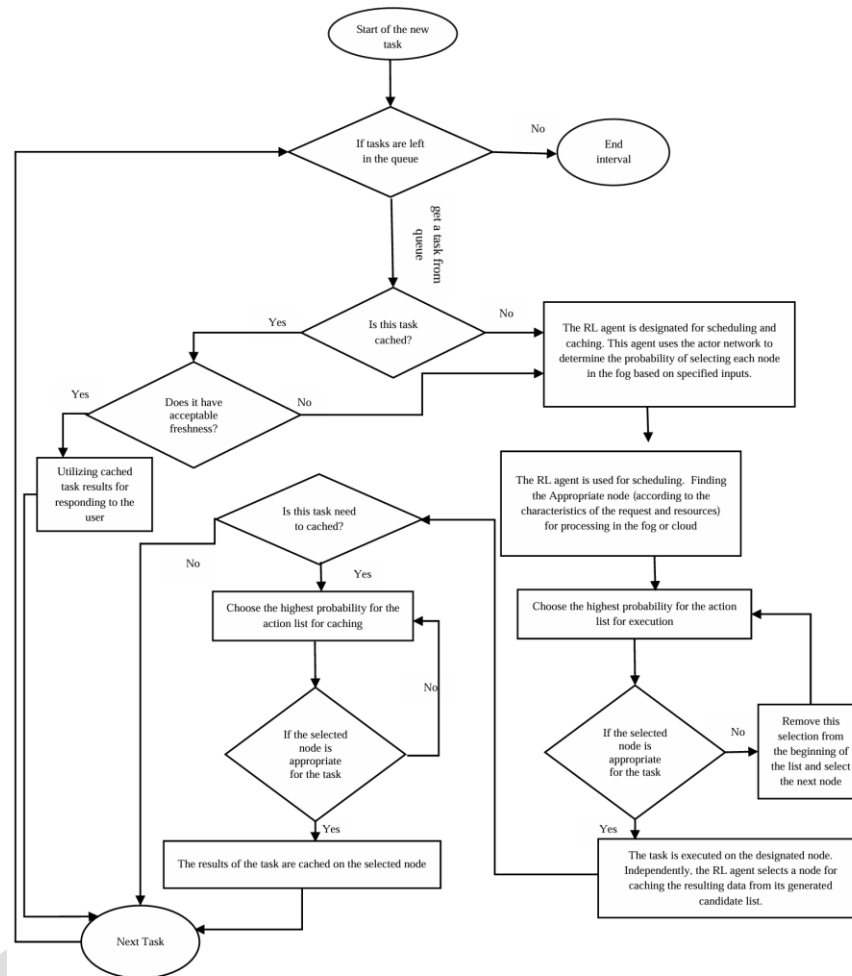 Start of the new
task
If tasks are left
in the queue
No
End
interval
get a task from
queue
Is this task
cached?
Yes
No
The RL agent is designated for scheduling and
caching. This agent uses the actor network to
determine the probability of selecting each node
in the fog based on specified inputs.
Does it have
acceptable
freshness?
Yes
No
Utilizing cached
task results for
responding to the
user
The RL agent is used for scheduling. Finding
the Appropriate node (according to the
characteristics of the request and resources)
for processing in the fog or cloud
Is this task need
to cached?
No
Yes
Choose the highest probability for the
action list for caching
Choose the highest probability for the action
list for execution
If the selected
node is
appropriate
for the task
No
Yes
If the selected
node is
appropriate
for the task
No
Yes
Remove this
selection from
the beginning of
the list and select
the next node
The results of the task are cached on the selected node
The task is executed on the designated node.
Independently, the RL agent selects a node for
caching the resulting data from its generated
candidate list.
Next Task